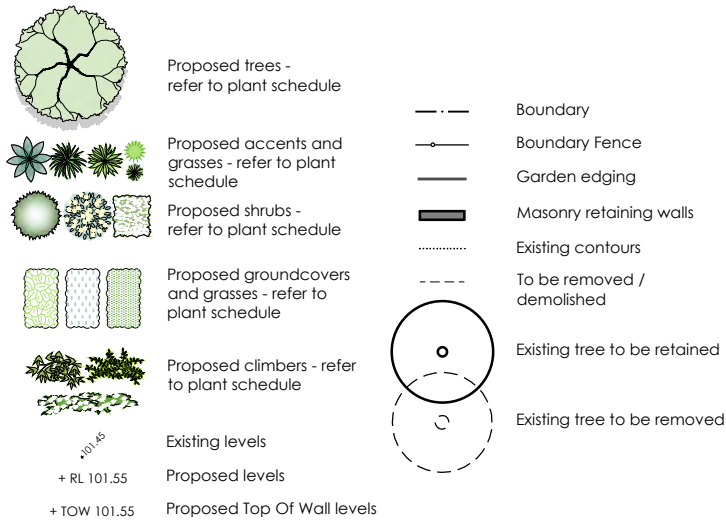 Proposed trees -
refer to plant schedule
Proposed accents and
grasses - refer to plant
schedule
Proposed shrubs -
refer to plant schedule
Proposed groundcovers
and grasses - refer to
plant schedule
Proposed climbers - refer
to plant schedule
101.45
Existing levels
+ RL 101.55
Proposed levels
+ TOW 101.55
Proposed Top Of Wall levels
Boundary
Boundary Fence
Garden edging
Masonry retaining walls
Existing contours
To be removed /
demolished
Existing tree to be retained
Existing tree to be removed